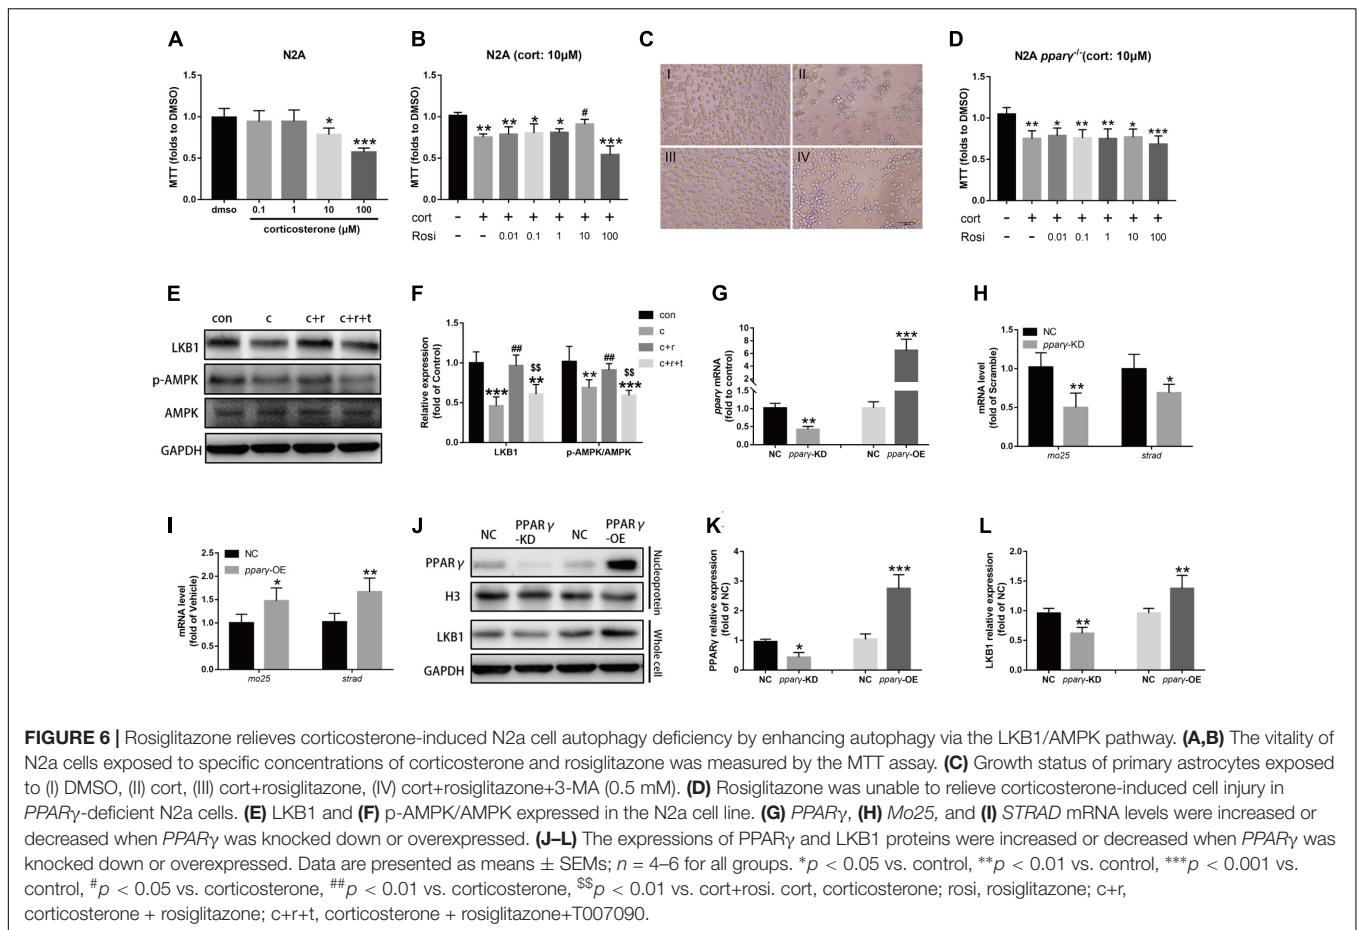 A
N2A
MTT (folds to DMSO)
1.5
1.0
0.5
0.0
*
***
dmso 0.1 1 10 100
corticosterone (μM)
B
N2A (cort: 10μM)
MTT (folds to DMSO)
1.5
1.0
0.5
0.0
** ** * * # ***
cort - + + + + + +
Rosi - - 0.01 0.1 1 10 100
C
I
II
III
IV
D
N2A pparγ-/-(cort: 10μM)
MTT (folds to DMSO)
1.5
1.0
0.5
0.0
** * ** ** * ***
cort - + + + + + +
Rosi - - 0.01 0.1 1 10 100
E
con c c+r c+r+t
LKB1
p-AMPK
AMPK
GAPDH
F
Relative expression
(fold of Control)
1.5
1.0
0.5
0.0
con
c
c+r
c+r+t
*** ## $$ ** ** ## $$ ***
LKB1 p-AMPK/AMPK
G
pparγ mRNA
(fold to control)
10
8
6
4
2
1.5
1.0
0.5
0.0
**
***
NC pparγ-KD NC pparγ-OE
H
mRNA level
(fold of Scramble)
1.5
1.0
0.5
0.0
NC
pparγ-KD
**
*
mo25 strad
I
mRNA level
(fold of Vehicle)
2.5
2.0
1.5
1.0
0.5
0.0
NC
pparγ-OE
*
**
mo25 strad
J
NC PPARγ-KD NC PPARγ-OE
PPARγ
H3
LKB1
GAPDH
Nucleoprotein
Whole cell
K
PPARγ relative expression
(fold of NC)
4
3
2
1
0
*
***
NC pparγ-KD NC pparγ-OE
L
LKB1 relative expression
(fold of NC)
2.0
1.5
1.0
0.5
0.0
**
**
NC pparγ-KD NC pparγ-OE
FIGURE 6 | Rosiglitazone relieves corticosterone-induced N2a cell autophagy deficiency by enhancing autophagy via the LKB1/AMPK pathway. (A,B) The vitality of
N2a cells exposed to specific concentrations of corticosterone and rosiglitazone was measured by the MTT assay. (C) Growth status of primary astrocytes exposed
to (I) DMSO, (II) cort, (III) cort+rosiglitazone, (IV) cort+rosiglitazone+3-MA (0.5 mM). (D) Rosiglitazone was unable to relieve corticosterone-induced cell injury in
PPARγ-deficient N2a cells. (E) LKB1 and (F) p-AMPK/AMPK expressed in the N2a cell line. (G) PPARγ, (H) Mo25, and (I) STRAD mRNA levels were increased or
decreased when PPARγ was knocked down or overexpressed. (J–L) The expressions of PPARγ and LKB1 proteins were increased or decreased when PPARγ was
knocked down or overexpressed. Data are presented as means ± SEMs; n = 4–6 for all groups. *p < 0.05 vs. control, **p < 0.01 vs. control, ***p < 0.001 vs.
control, #p < 0.05 vs. corticosterone, ##p < 0.01 vs. corticosterone, $$p < 0.01 vs. cort+rosi. cort, corticosterone; rosi, rosiglitazone; c+r,
corticosterone + rosiglitazone; c+r+t, corticosterone + rosiglitazone+T007090.